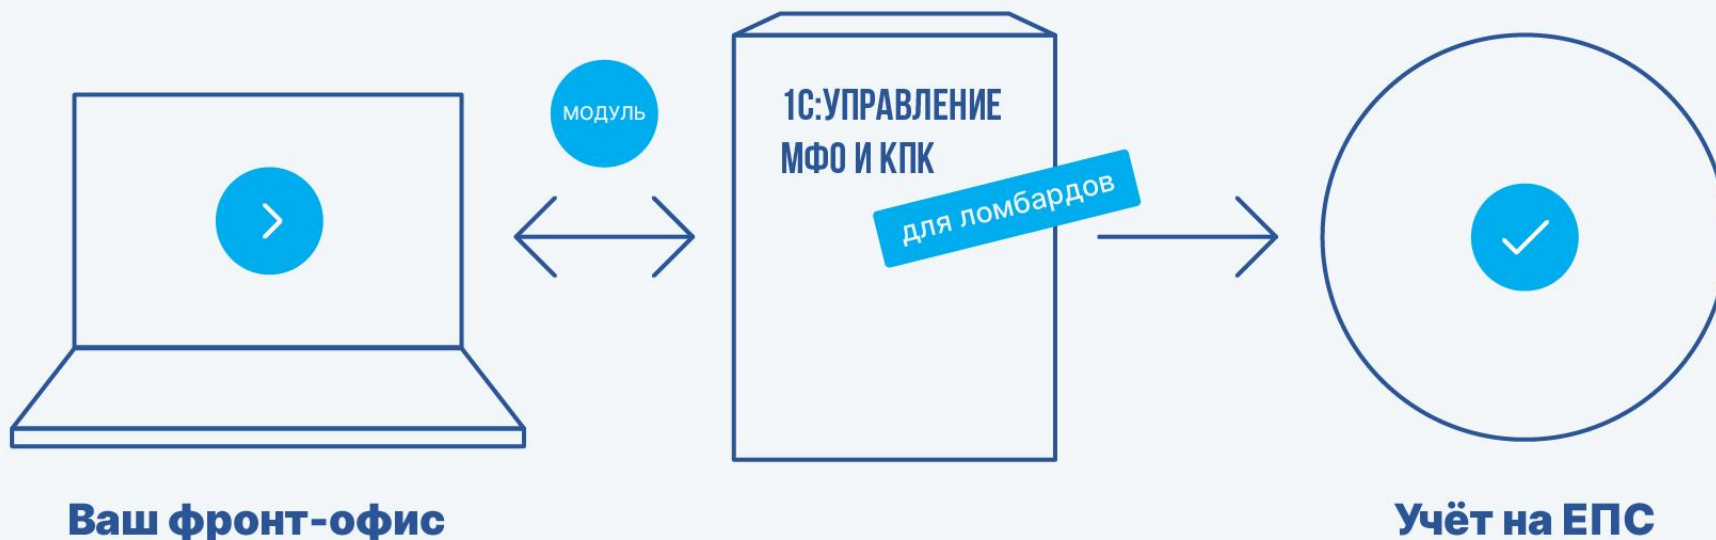 МОДУЛЬ
1С:УПРАВЛЕНИЕ
МФО И КПК
для ломбардов
Ваш фронт-офис
Учёт на ЕПС